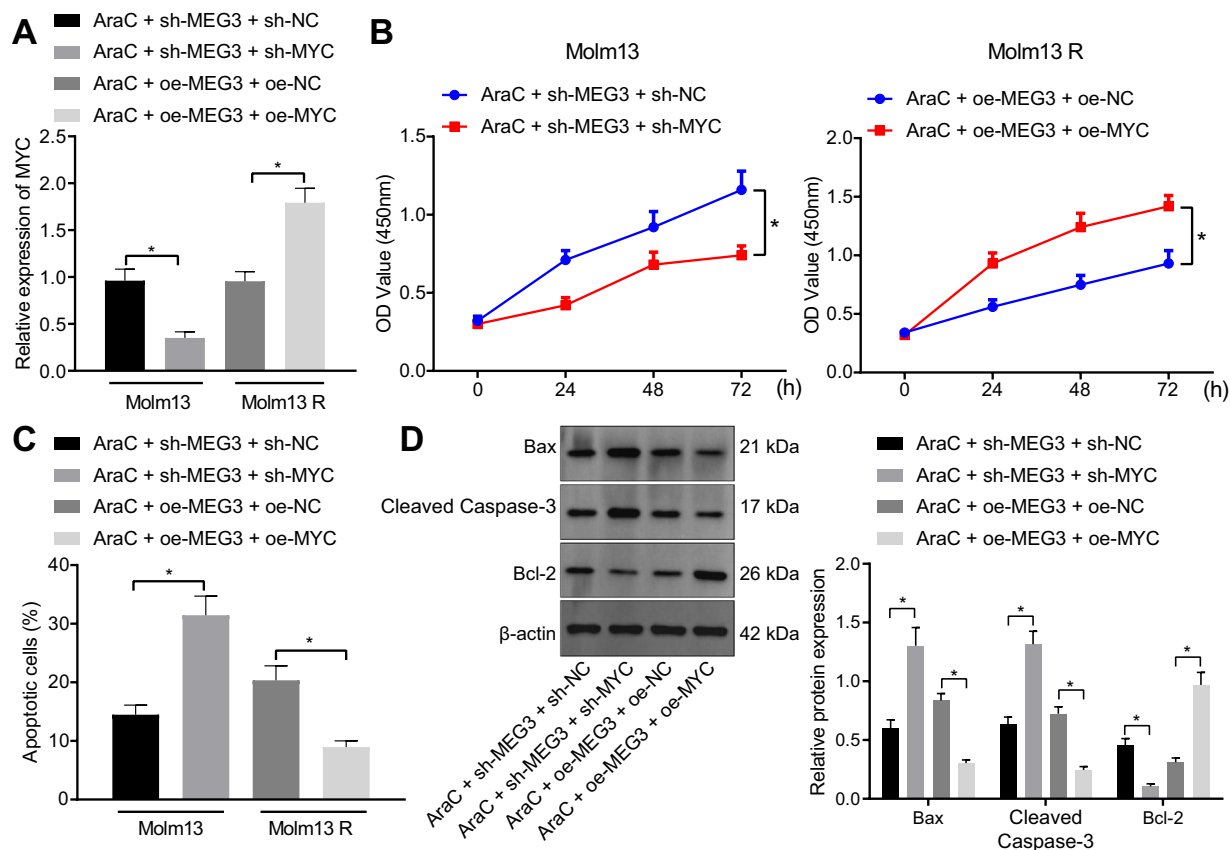 A
AraC + sh-MEG3 + sh-NC
AraC + sh-MEG3 + sh-MYC
AraC + oe-MEG3 + oe-NC
AraC + oe-MEG3 + oe-MYC
Relative expression of MYC
2.5
2.0
1.5
1.0
0.5
0.0
*
*
Molm13
Molm13 R
B
Molm13
AraC + sh-MEG3 + sh-NC
AraC + sh-MEG3 + sh-MYC
OD Value (450nm)
1.5
1.0
0.5
0.0
*
0
24
48
72
(h)
Molm13 R
AraC + oe-MEG3 + oe-NC
AraC + oe-MEG3 + oe-MYC
OD Value (450nm)
2.0
1.5
1.0
0.5
0.0
*
0
24
48
72
(h)
C
AraC + sh-MEG3 + sh-NC
AraC + sh-MEG3 + sh-MYC
AraC + oe-MEG3 + oe-NC
AraC + oe-MEG3 + oe-MYC
Apoptotic cells (%)
40
30
20
10
0
*
*
Molm13
Molm13 R
D
Bax
21 kDa
Cleaved Caspase-3
17 kDa
Bcl-2
26 kDa
β-actin
42 kDa
AraC + sh-MEG3 + sh-NC
AraC + sh-MEG3 + sh-MYC
AraC + oe-MEG3 + oe-NC
AraC + oe-MEG3 + oe-MYC
AraC + sh-MEG3 + sh-NC
AraC + sh-MEG3 + sh-MYC
AraC + oe-MEG3 + oe-NC
AraC + oe-MEG3 + oe-MYC
Relative protein expression
2.0
1.5
1.0
0.5
0.0
*
*
*
*
*
*
Bax
Cleaved
Caspase-3
Bcl-2